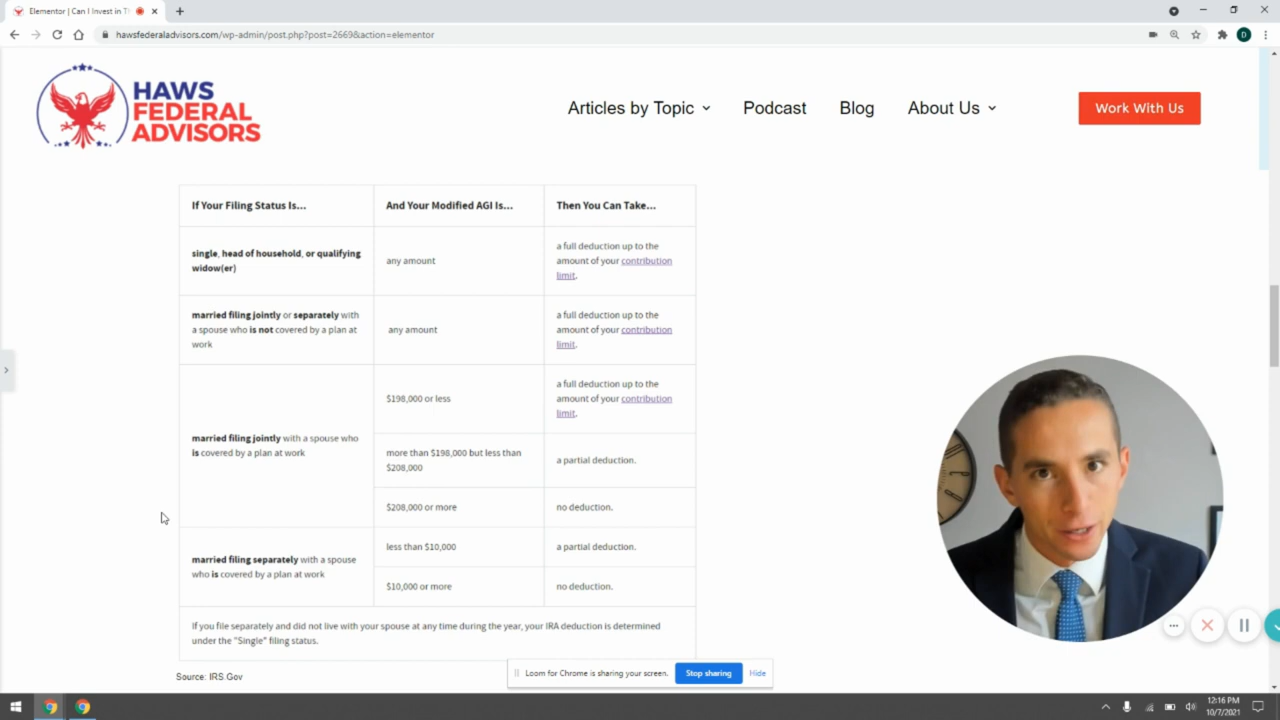 Elementor | Can I Invest in T
hawsfederaladvisors.com/wp-admin/post.php?post=2669&action=elementor
D
HAWS
FEDERAL
ADVISORS
Articles by Topic
Podcast
Blog
About Us
Work With Us
If Your Filing Status Is...
And Your Modified AGI Is...
Then You Can Take...
single, head of household, or qualifying
widow(er)
any amount
a full deduction up to the
amount of your contribution
limit.
married filing jointly or separately with
a spouse who is not covered by a plan at
work
any amount
a full deduction up to the
amount of your contribution
limit.
married filing jointly with a spouse who
is covered by a plan at work
$198,000 or less
a full deduction up to the
amount of your contribution
limit.
more than $198,000 but less than
$208,000
a partial deduction.
$208,000 or more
no deduction.
married filing separately with a spouse
who is covered by a plan at work
less than $10,000
a partial deduction.
$10,000 or more
no deduction.
If you file separately and did not live with your spouse at any time during the year, your IRA deduction is determined
under the "Single" filing status.
Source: IRS.Gov
Loom for Chrome is sharing your screen.
Stop sharing
Hide
12:16 PM
10/7/2021